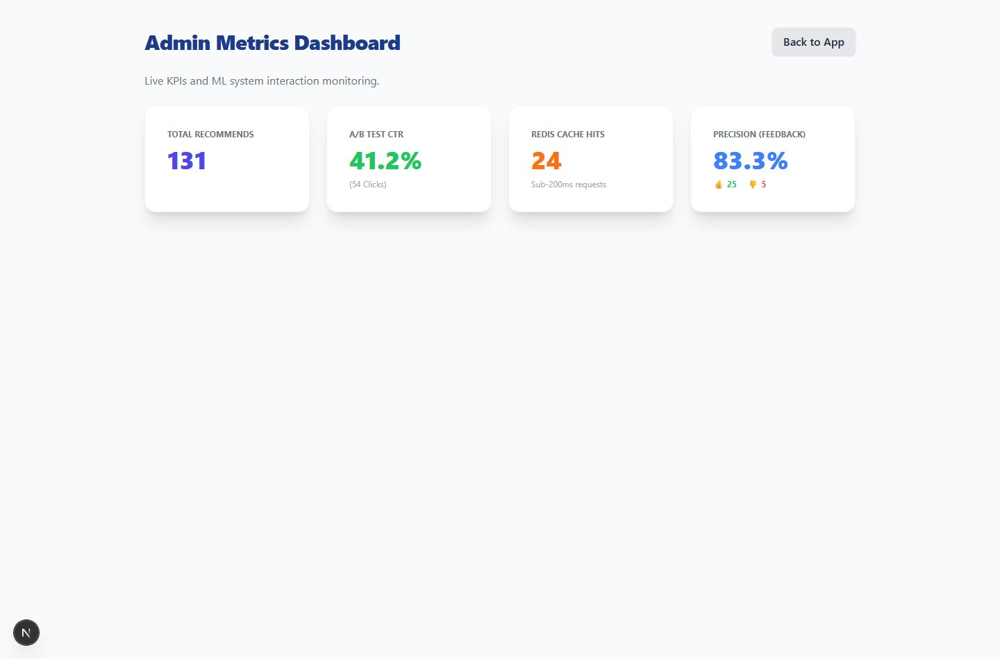 Admin Metrics Dashboard
Back to App
Live KPIs and ML system interaction monitoring.
TOTAL RECOMMENDS
131
A/B TEST CTR
41.2%
(54 Clicks)
REDIS CACHE HITS
24
Sub-200ms requests
PRECISION (FEEDBACK)
83.3%
👍 25 👎 5
N